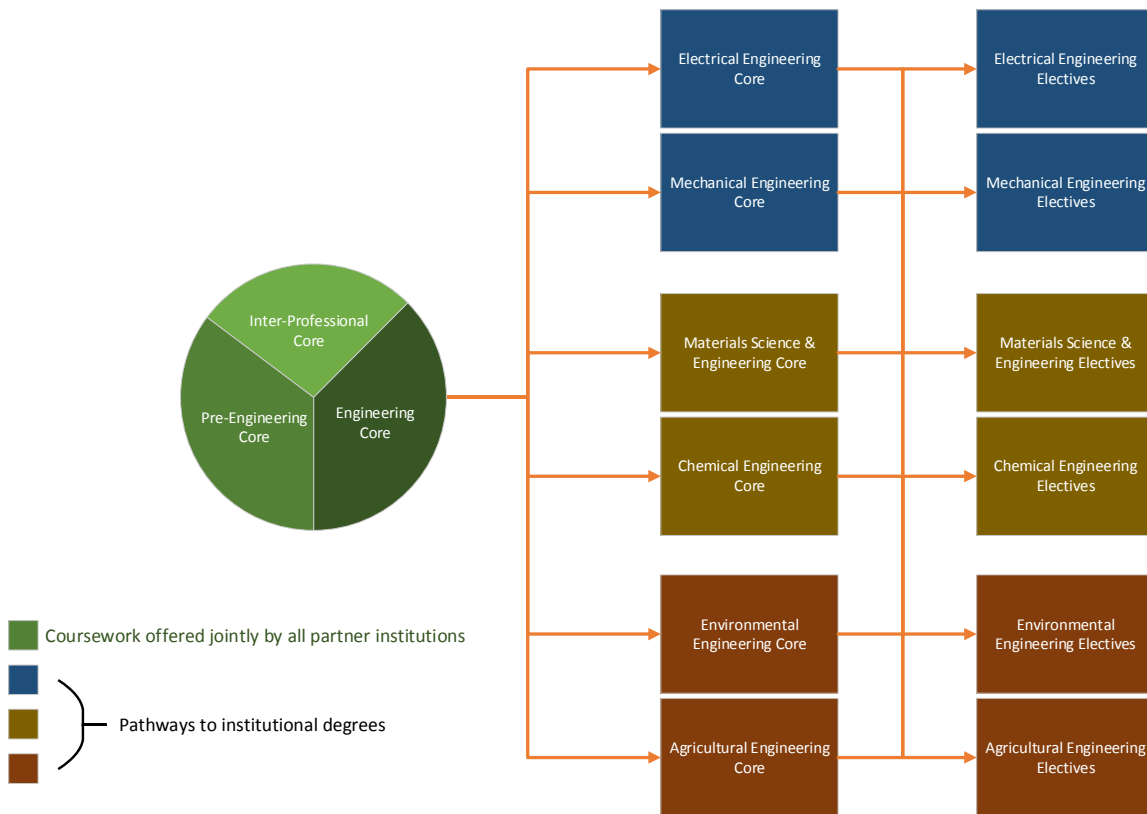 Electrical Engineering
Core
Electrical Engineering
Electives
Mechanical Engineering
Core
Mechanical Engineering
Electives
Inter-Professional
Core
Pre-Engineering
Core
Engineering
Core
Materials Science &
Engineering Core
Materials Science &
Engineering Electives
Chemical Engineering
Core
Chemical Engineering
Electives
Environmental
Engineering Core
Environmental
Engineering Electives
Agricultural Engineering
Core
Agricultural Engineering
Electives
Coursework offered jointly by all partner institutions
Pathways to institutional degrees